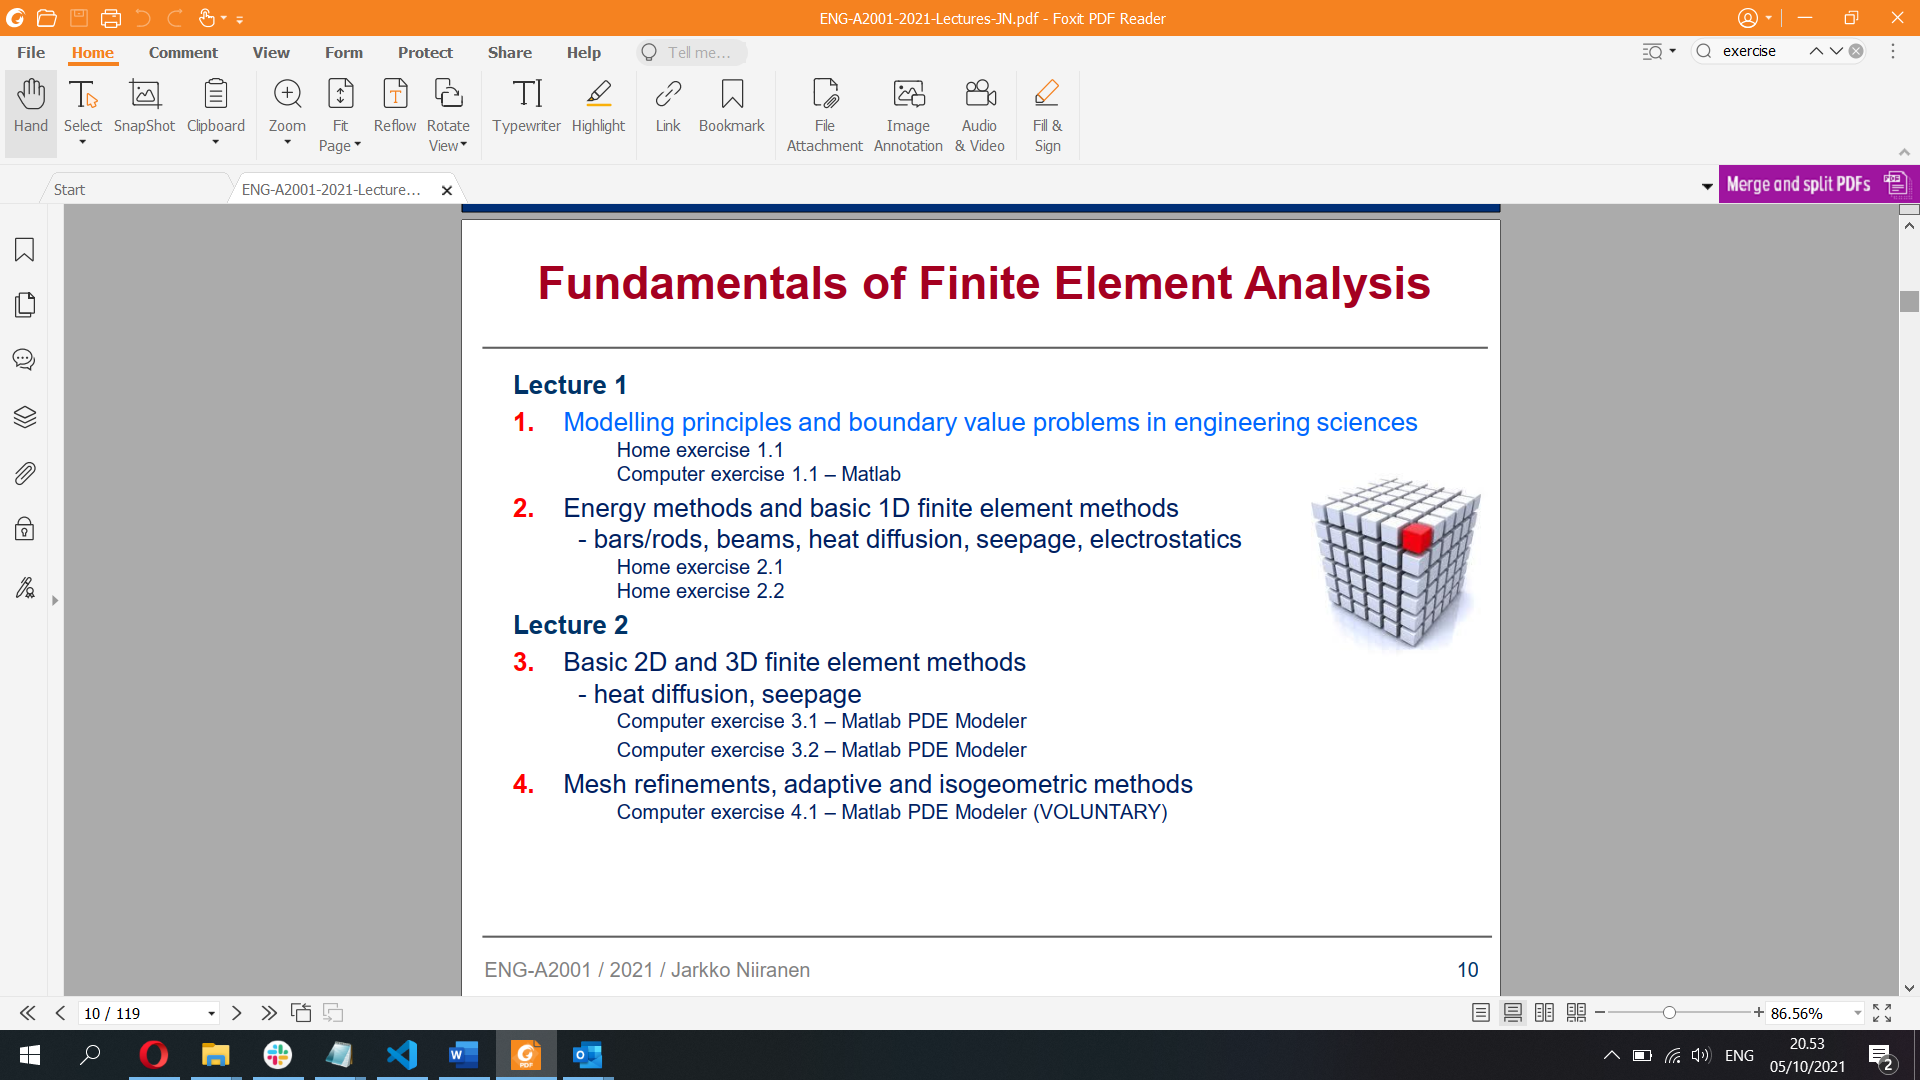 ENG-A2001-2021-Lectures-JN.pdf - Foxit PDF Reader
File Home Comment View Form Protect Share Help Tell me... exercise
Hand Select SnapShot Clipboard Zoom Fit Page Reflow Rotate View Typewriter Highlight Link Bookmark File Attachment Image Annotation Audio & Video Fill & Sign
Start ENG-A2001-2021-Lecture... Merge and split PDFs
Fundamentals of Finite Element Analysis
Lecture 1
1. Modelling principles and boundary value problems in engineering sciences
Home exercise 1.1
Computer exercise 1.1 – Matlab
2. Energy methods and basic 1D finite element methods
- bars/rods, beams, heat diffusion, seepage, electrostatics
Home exercise 2.1
Home exercise 2.2
Lecture 2
3. Basic 2D and 3D finite element methods
- heat diffusion, seepage
Computer exercise 3.1 – Matlab PDE Modeler
Computer exercise 3.2 – Matlab PDE Modeler
4. Mesh refinements, adaptive and isogeometric methods
Computer exercise 4.1 – Matlab PDE Modeler (VOLUNTARY)
ENG-A2001 / 2021 / Jarkko Niiranen 10
10 / 119 86.56%
ENG 20.53
05/10/2021 2